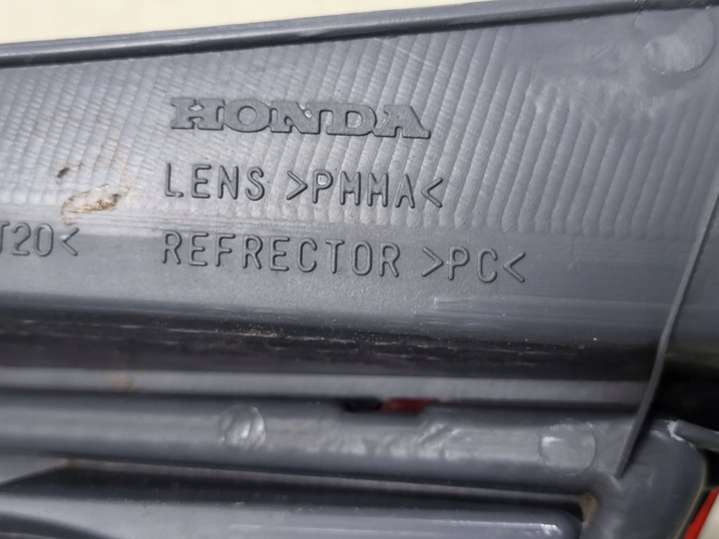 HONDA
LENS >PMMA<
T20< REFRECTOR >PC<